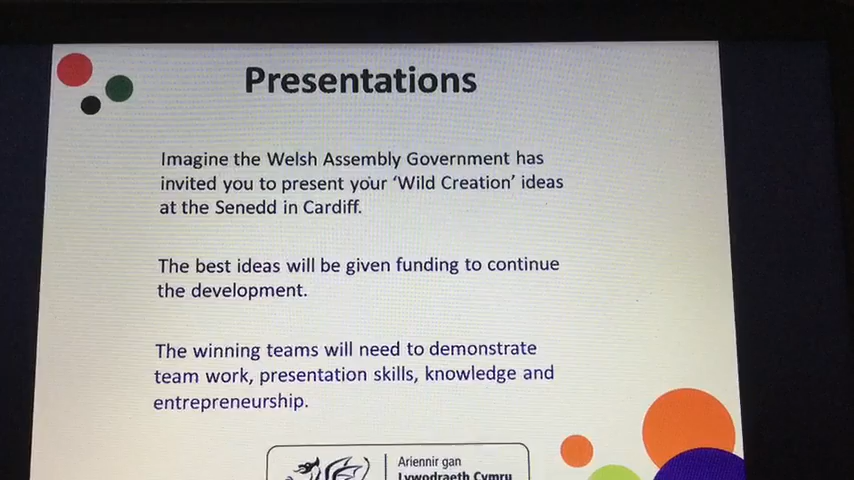 Presentations
Imagine the Welsh Assembly Government has
invited you to present your ‘Wild Creation’ ideas
at the Senedd in Cardiff.
The best ideas will be given funding to continue
the development.
The winning teams will need to demonstrate
team work, presentation skills, knowledge and
entrepreneurship.
Ariennir gan
Lywodraeth Cymru